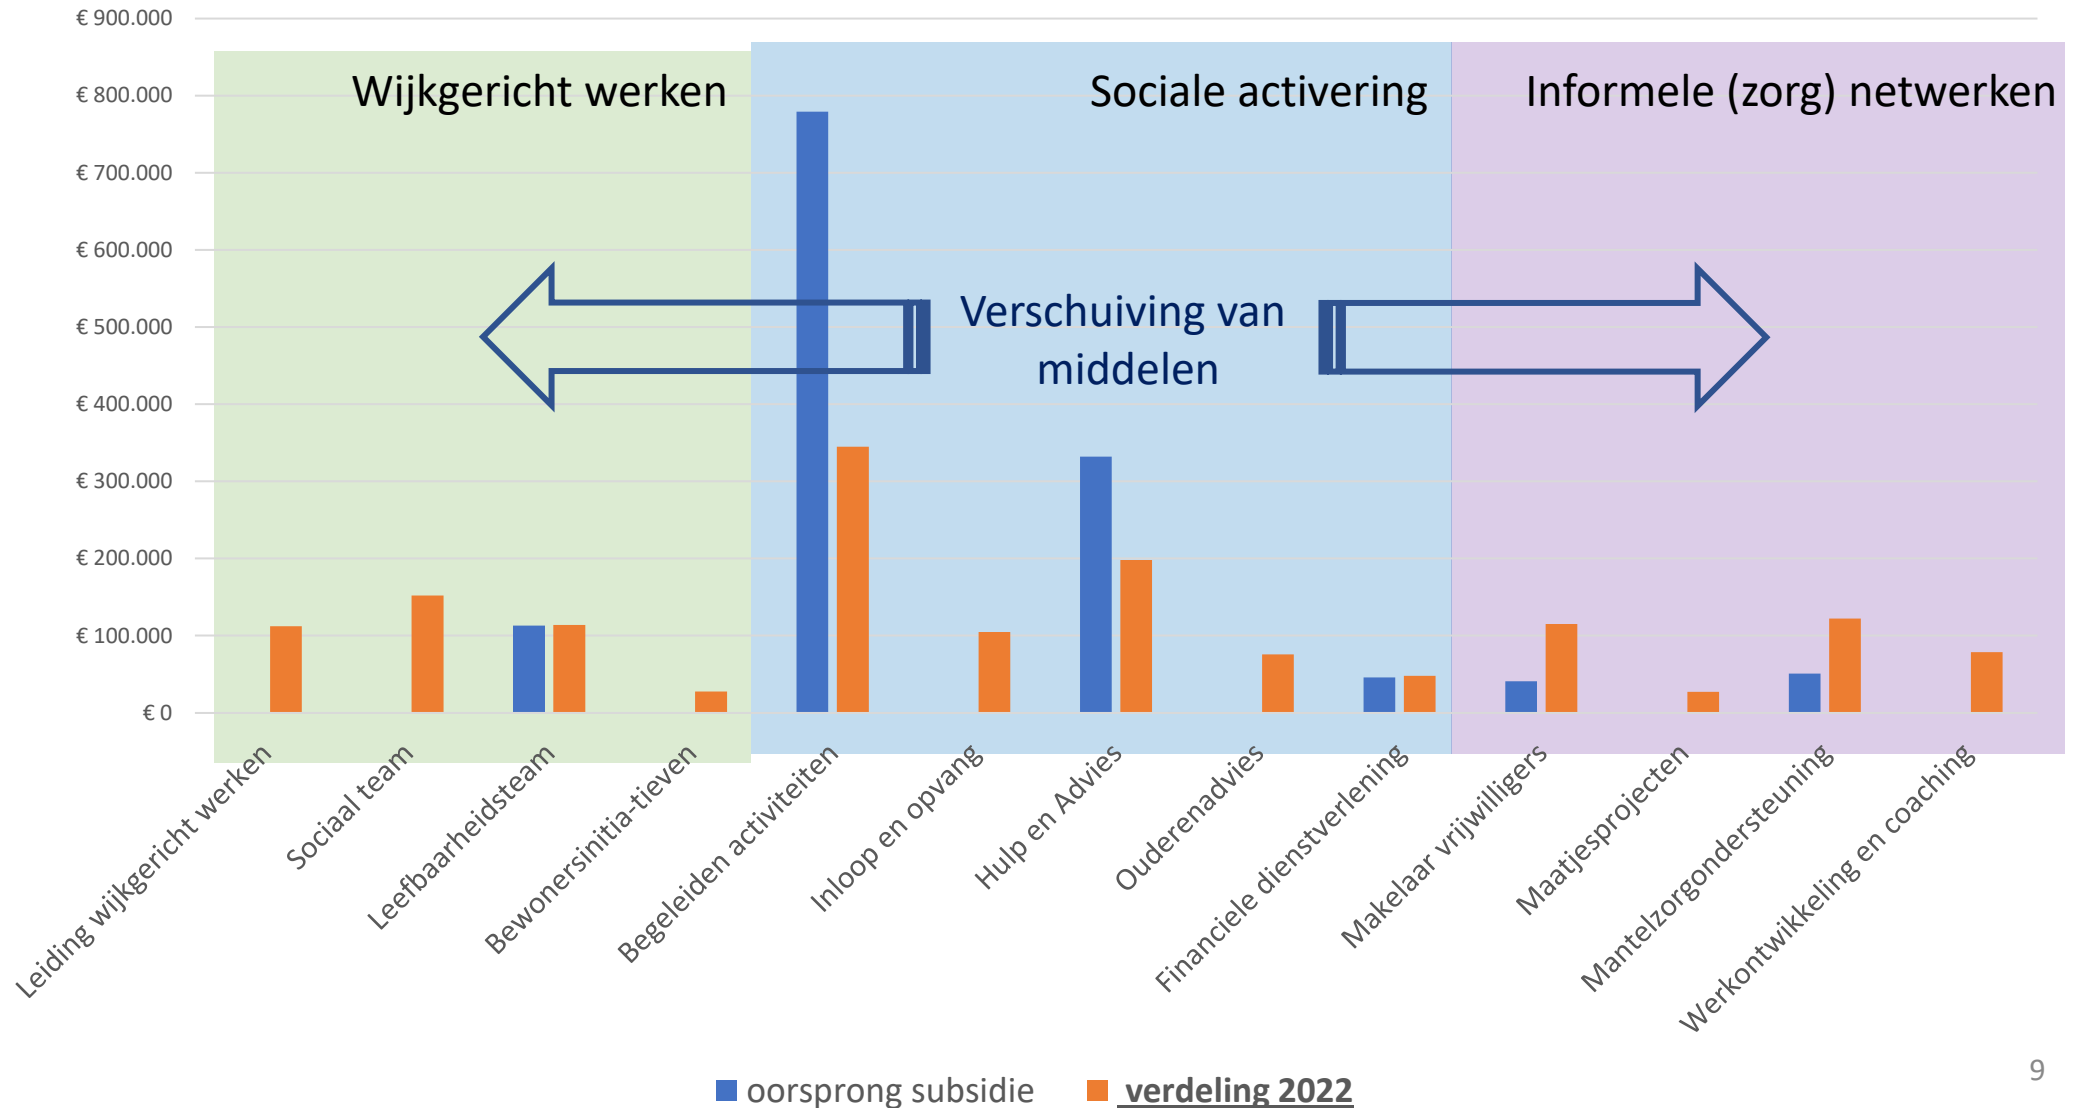 € 900.000
€ 800.000
€ 700.000
€ 600.000
€ 500.000
€ 400.000
€ 300.000
€ 200.000
€ 100.000
€ 0
Wijkgericht werken
Sociale activering
Informele (zorg) netwerken
Verschuiving van
middelen
Leiding wijkgericht werken
Sociaal team
Leefbaarheidsteam
Bewonersinitia-tieven
Begeleiden activiteiten
Inloop en opvang
Hulp en Advies
Ouderenadvies
Financiele dienstverlening
Makelaar vrijwilligers
Maatjesprojecten
Mantelzorgondersteuning
Werkontwikkeling en coaching
oorsprong subsidie
verdeling 2022
9